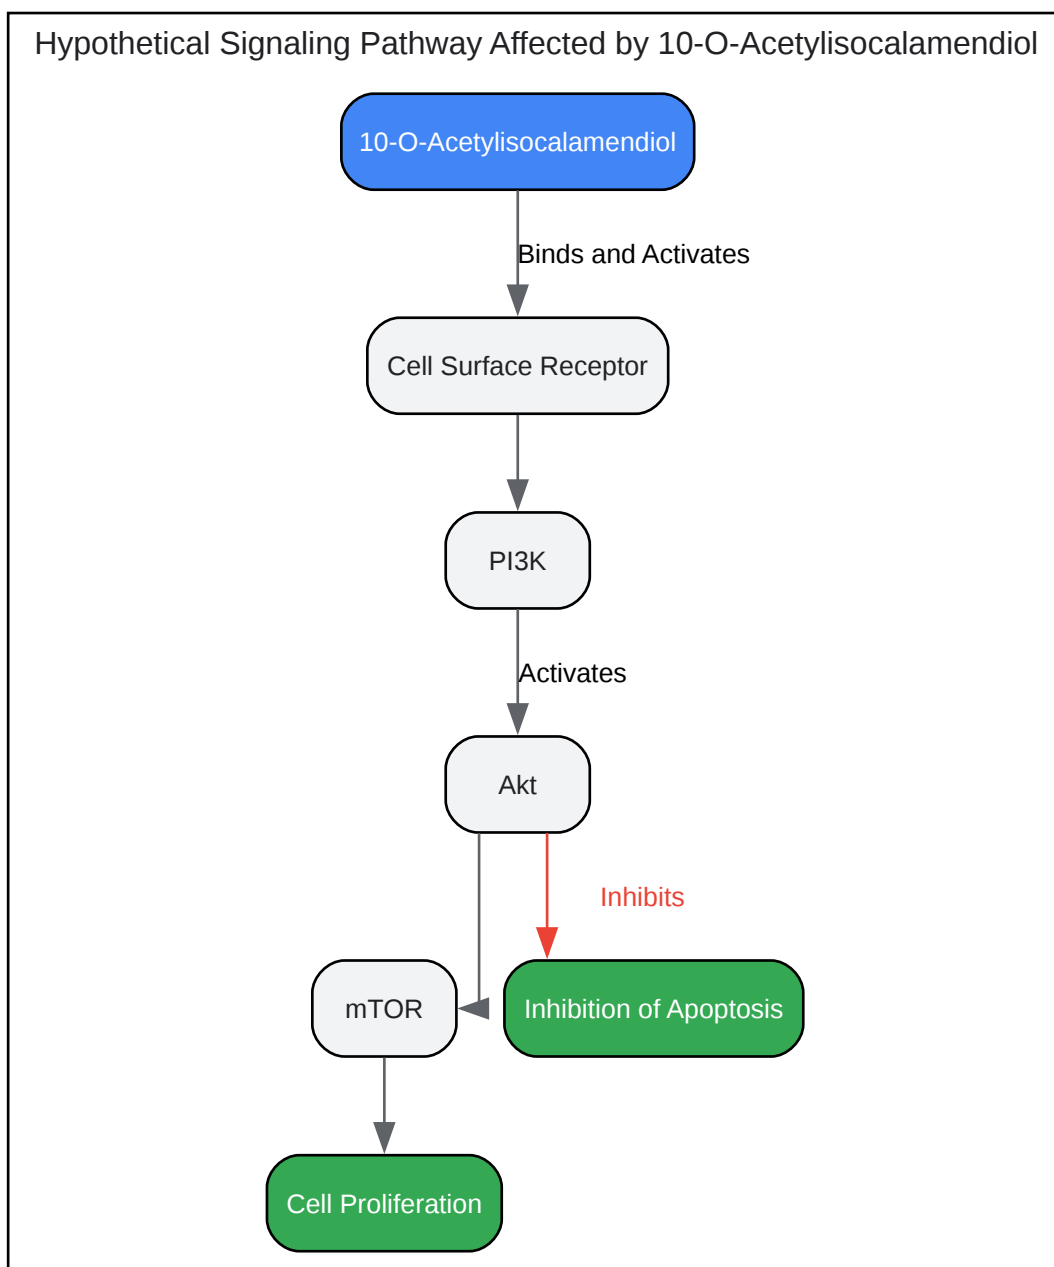 Hypothetical Signaling Pathway Affected by 10-O-Acetylisocalamendiol
10-O-Acetylisocalamendiol
Binds and Activates
Cell Surface Receptor
PI3K
Activates
Akt
Inhibits
mTOR
Inhibition of Apoptosis
Cell Proliferation